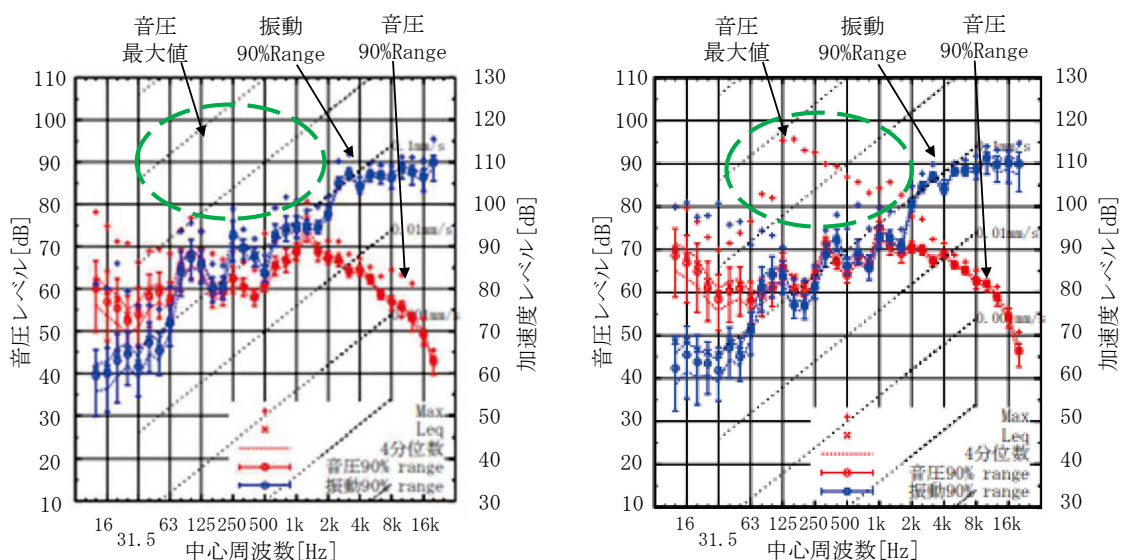 音圧
最大値
振動
90%Range
音圧
90%Range
110
100
90
80
70
60
50
40
30
20
10
音圧レベル[dB]
130
120
110
100
90
80
70
60
50
40
30
加速度レベル[dB]
1mm/s
0.01mm/s
Max
Leq
4分位数
音圧90% range
振動90% range
16
31.5
63
125
250
500
1k
2k
4k
8k
16k
中心周波数[Hz]
音圧
最大値
振動
90%Range
音圧
90%Range
110
100
90
80
70
60
50
40
30
20
10
音圧レベル[dB]
130
120
110
100
90
80
70
60
50
40
30
加速度レベル[dB]
0.01mm/s
Max
Leq
4分位数
音圧90% range
振動90% range
16
31.5
63
125
250
500
1k
2k
4k
8k
16k
中心周波数[Hz]